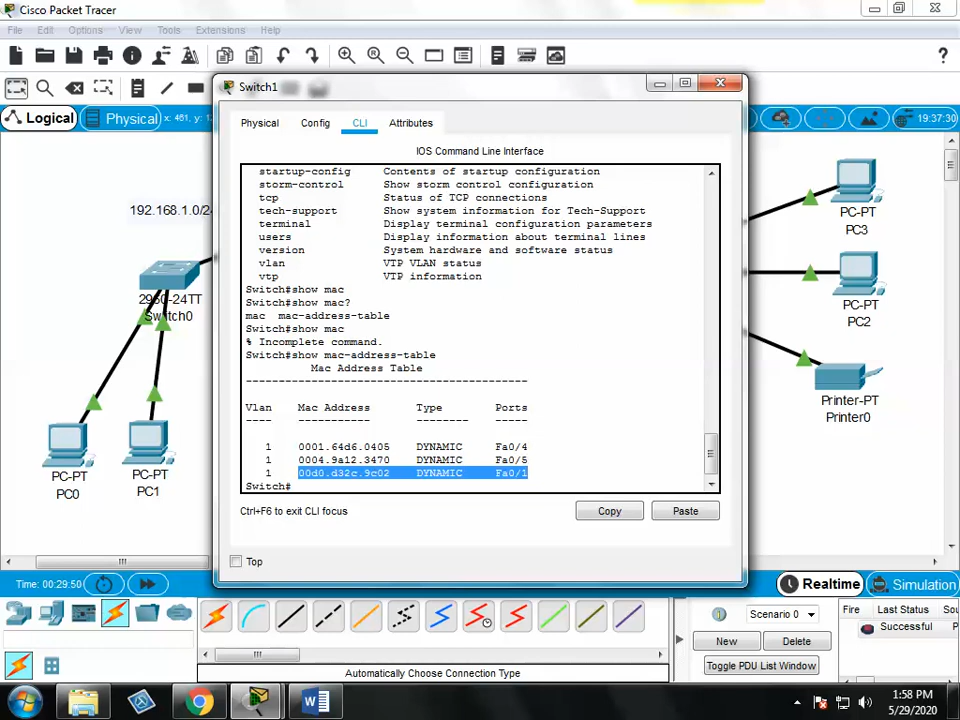 Cisco Packet Tracer
File Edit Options View Tools Extensions Help
?
Switch1
Logical
Physical
x: 461, y: 1
19:37:30
Physical Config CLI Attributes
IOS Command Line Interface
startup-config Contents of startup configuration
storm-control Show storm control configuration
tcp Status of TCP connections
tech-support Show system information for Tech-Support
terminal Display terminal configuration parameters
users Display information about terminal lines
version System hardware and software status
vlan VTP VLAN status
vtp VTP information
Switch#show mac
Switch#show mac?
mac mac-address-table
Switch#show mac
% Incomplete command.
Switch#show mac-address-table
Mac Address Table
-------------------------------------------
Vlan Mac Address Type Ports
---- ----------- -------- -----
1 0001.64d6.0405 DYNAMIC Fa0/4
1 0004.9a12.3470 DYNAMIC Fa0/5
1 00d0.d32c.9c02 DYNAMIC Fa0/1
Switch#
Ctrl+F6 to exit CLI focus
Copy
Paste
Top
192.168.1.0/24
2950-24TT
Switch0
PC-PT
PC0
PC-PT
PC1
PC-PT
PC3
PC-PT
PC2
Printer-PT
Printer0
Time: 00:29:50
Realtime
Simulation
Scenario 0
New
Delete
Toggle PDU List Window
Fire Last Status Sou
Successful P
Automatically Choose Connection Type
1:58 PM
5/29/2020